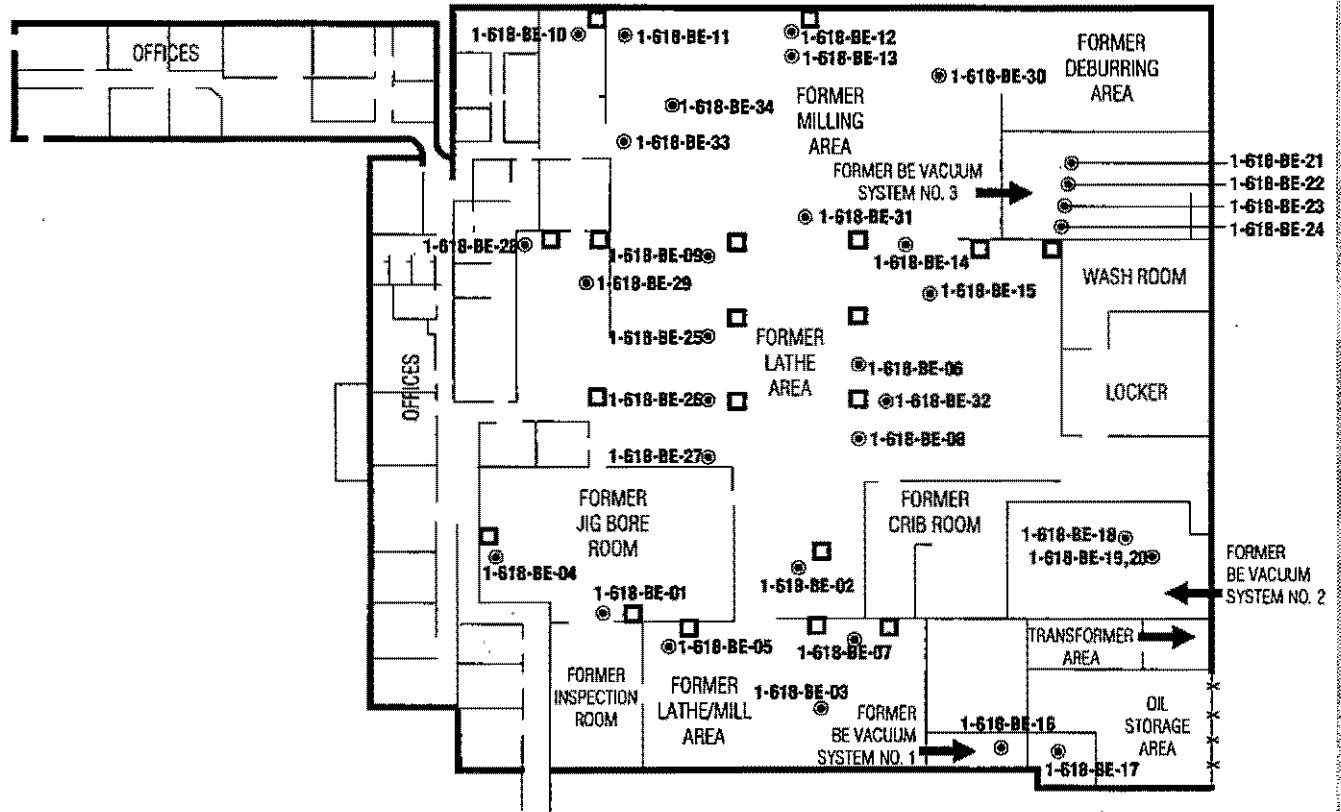 OFFICES
1-618-BE-10
1-618-BE-11
1-618-BE-12
1-618-BE-13
FORMER
DEBURRING
AREA
1-618-BE-30
1-618-BE-34
FORMER
MILLING
AREA
1-618-BE-33
FORMER BE VACUUM
SYSTEM NO. 3
1-618-BE-21
1-618-BE-22
1-618-BE-23
1-618-BE-24
1-618-BE-31
1-618-BE-28
1-618-BE-09
1-618-BE-14
1-618-BE-29
1-618-BE-15
WASH ROOM
1-618-BE-25
FORMER
LATHE
AREA
1-618-BE-06
OFFICES
1-618-BE-26
1-618-BE-32
LOCKER
1-618-BE-08
1-618-BE-27
FORMER
JIG BORE
ROOM
FORMER
CRIB ROOM
1-618-BE-18
1-618-BE-19,20
FORMER
BE VACUUM
SYSTEM NO. 2
1-618-BE-04
1-618-BE-02
1-618-BE-01
TRANSFORMER
AREA
1-618-BE-05
1-618-BE-07
FORMER
INSPECTION
ROOM
FORMER
LATHE/MILL
AREA
1-618-BE-03
FORMER
BE VACUUM
SYSTEM NO. 1
1-618-BE-16
1-618-BE-17
OIL
STORAGE
AREA